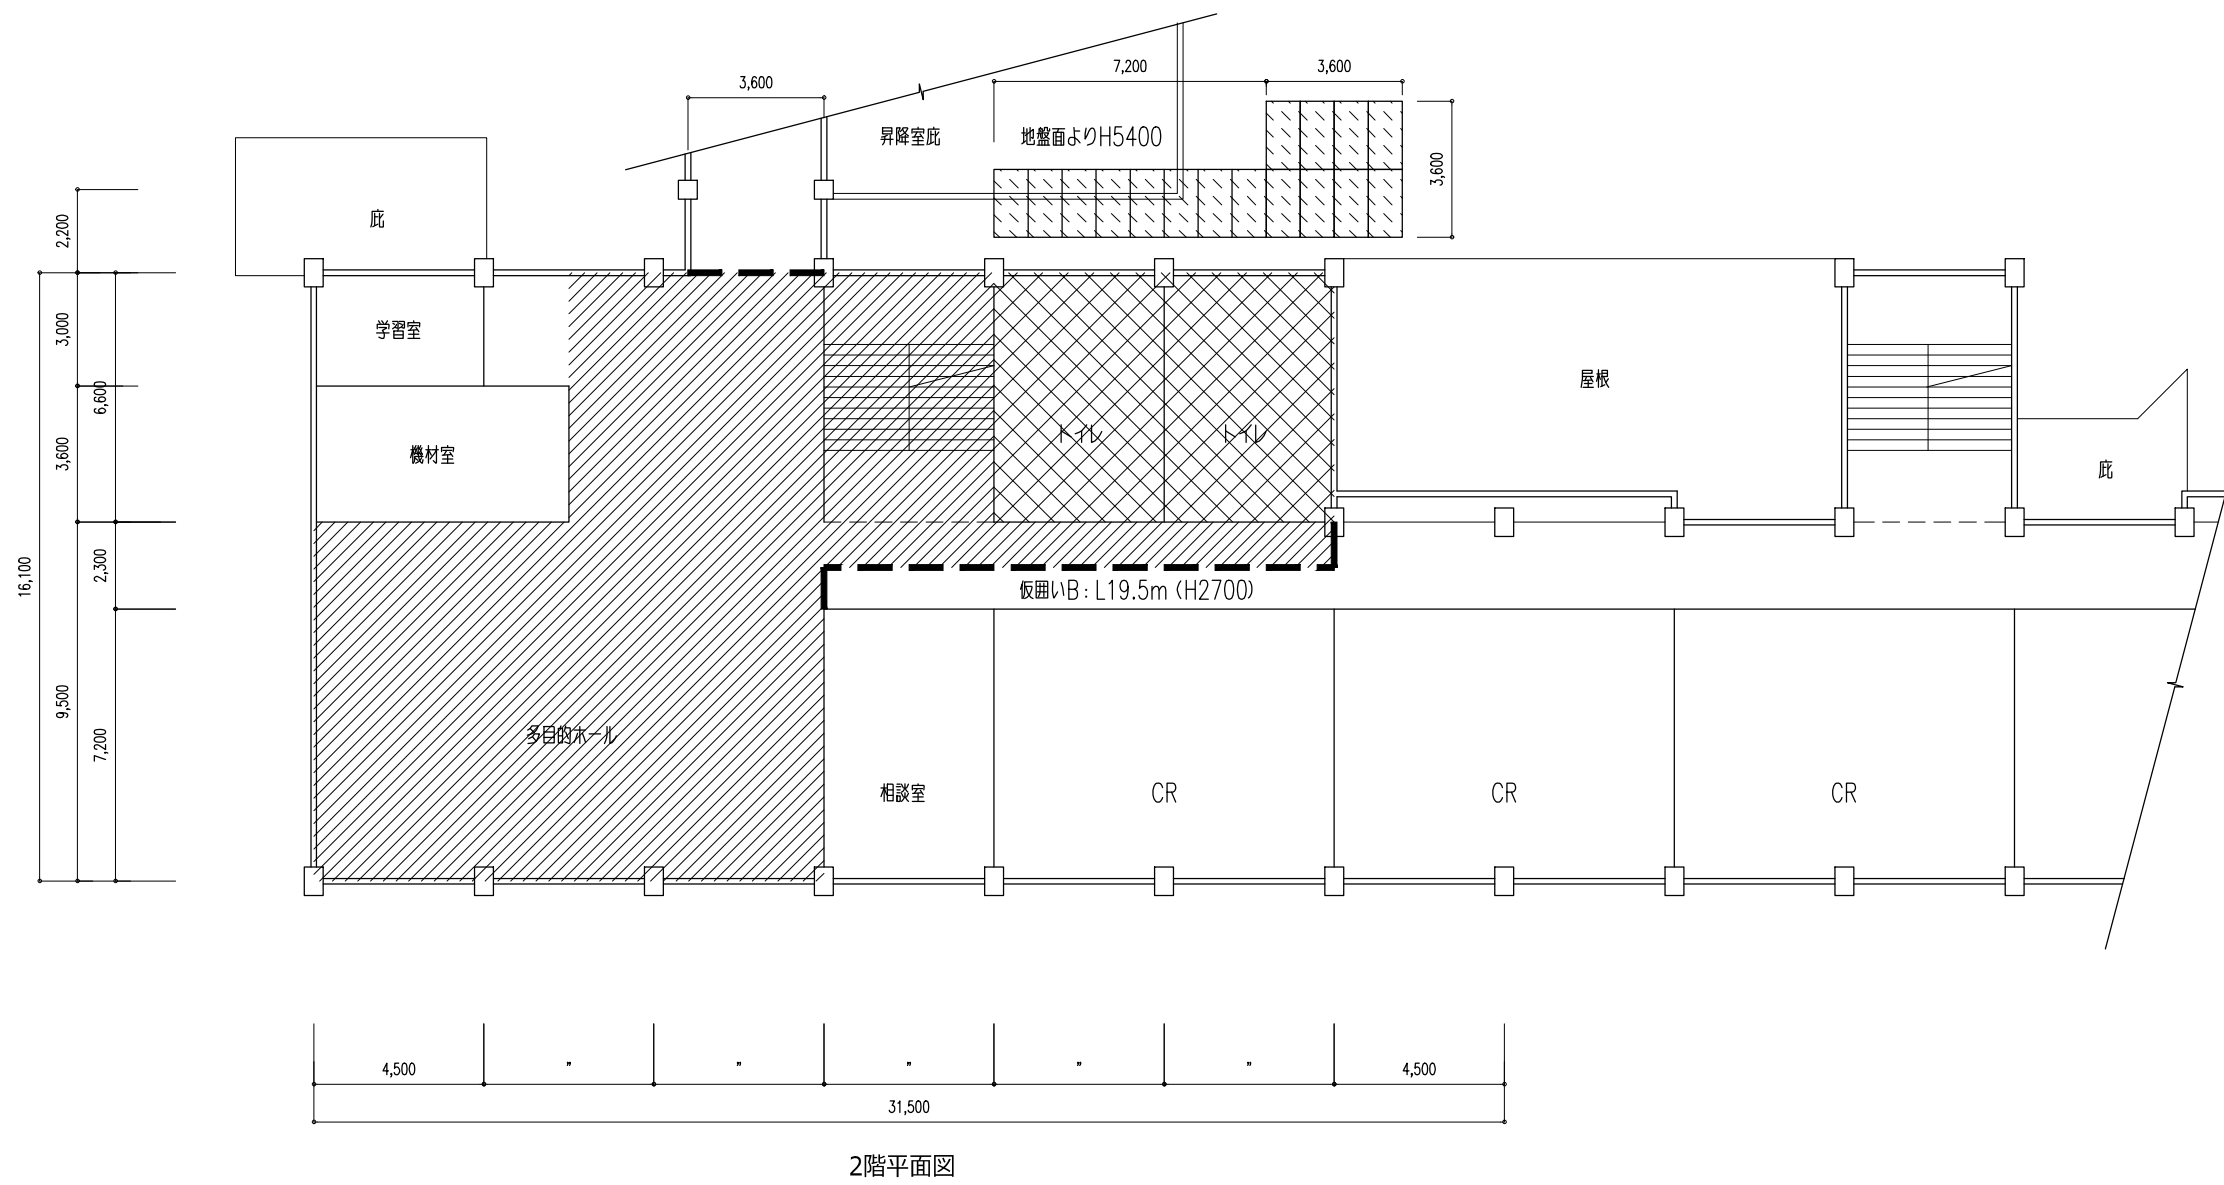 3,600
7,200
3,600
昇降室庇
地盤面よりH5400
3,600
庇
2,200
学習室
3,000
屋根
6,600
トイレ
トイレ
機材室
3,600
庇
16,100
2,300
仮囲いB：L19.5m (H2700)
9,500
7,200
多目的ホール
相談室
CR
CR
CR
4,500
〃
〃
〃
〃
〃
4,500
31,500
2階平面図